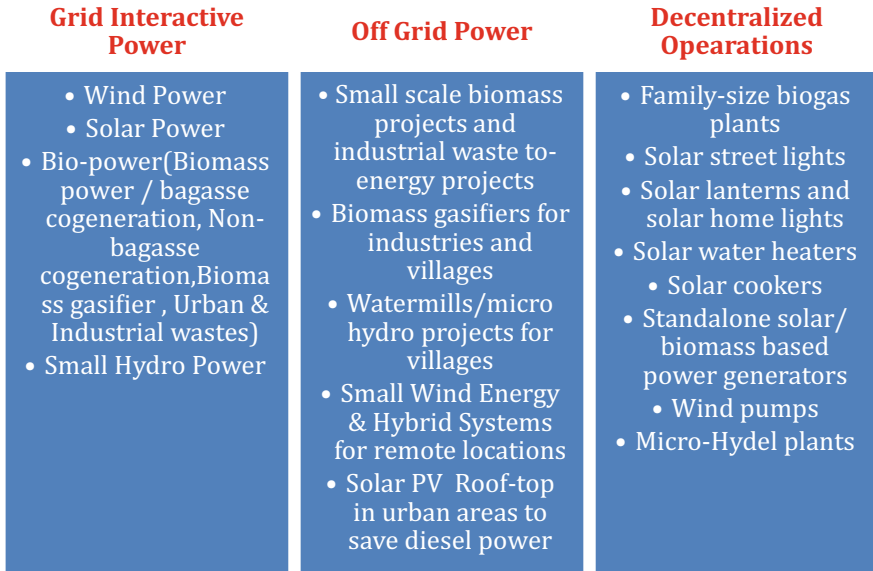 Grid Interactive
Power
• Wind Power
• Solar Power
• Bio-power(Biomass
power / bagasse
cogeneration, Non-
bagasse
cogeneration,Bioma
ss gasifier , Urban &
Industrial wastes)
• Small Hydro Power
Off Grid Power
• Small scale biomass
projects and
industrial waste to-
energy projects
• Biomass gasifiers for
industries and
villages
• Watermills/micro
hydro projects for
villages
• Small Wind Energy
& Hybrid Systems
for remote locations
• Solar PV  Roof-top
in urban areas to
save diesel power
Decentralized
Opearations
• Family-size biogas
plants
• Solar street lights
• Solar lanterns and
solar home lights
• Solar water heaters
• Solar cookers
• Standalone solar/
biomass based
power generators
• Wind pumps
• Micro-Hydel plants